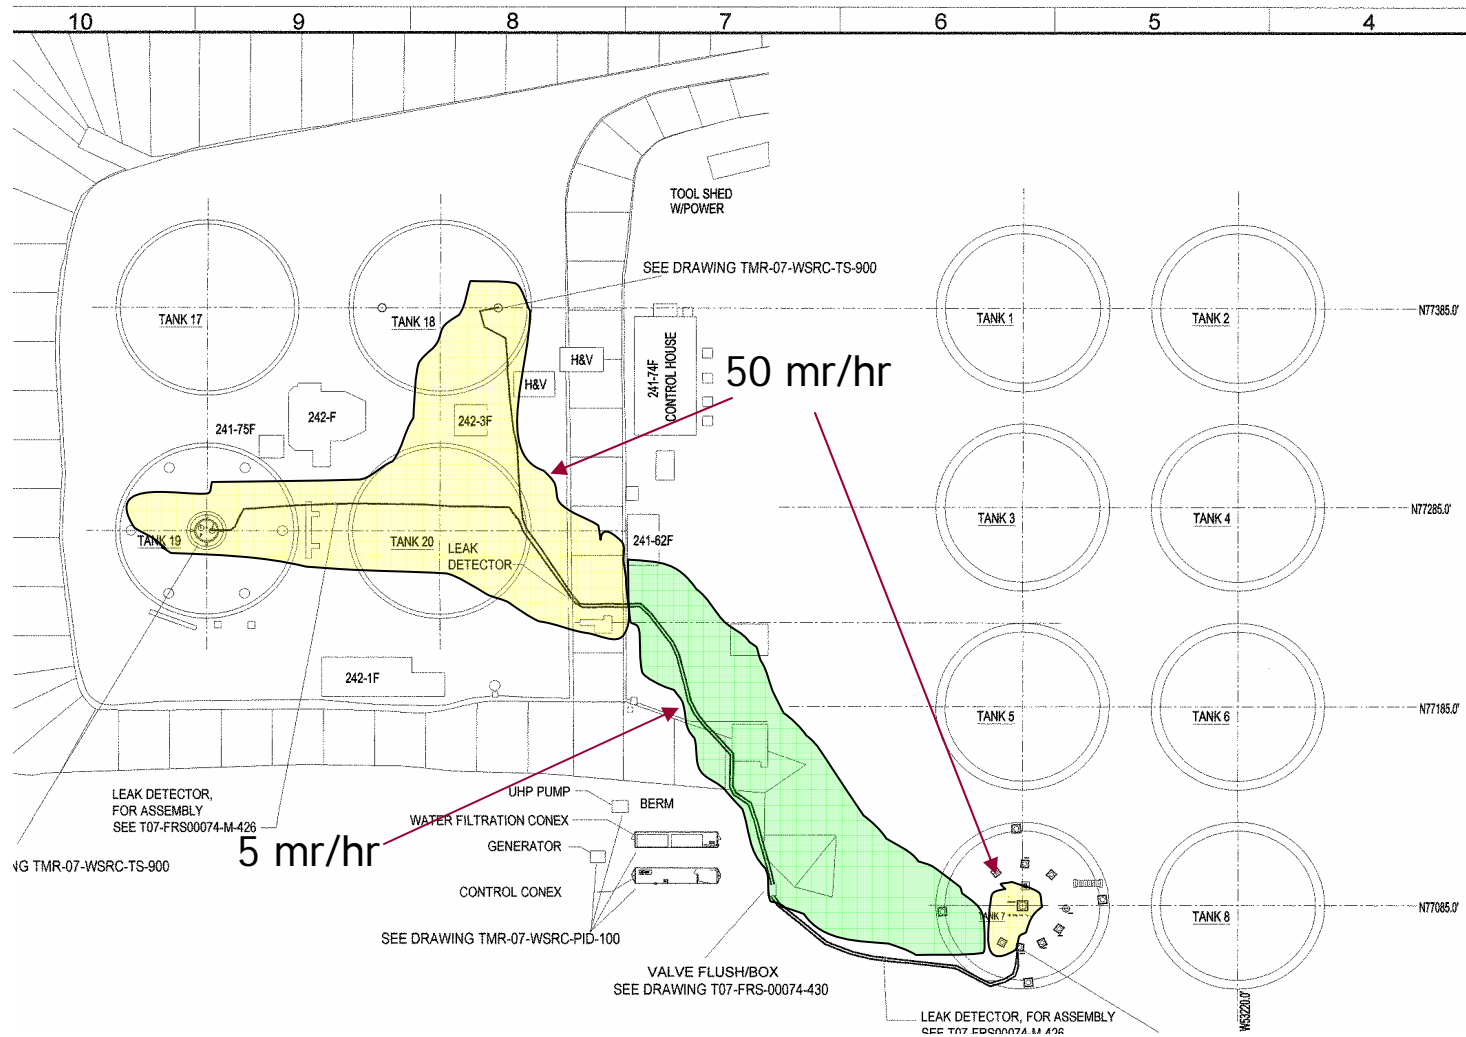 10 9 8 7 6 5 4
TOOL SHED
W/POWER
SEE DRAWING TMR-07-WSRC-TS-900
TANK 17
TANK 18
TANK 1
TANK 2
N77385.0'
H&V
H&V
241-74F
CONTROL HOUSE
50 mr/hr
242-F
242-3F
241-75F
TANK 3
TANK 4
N77285.0'
TANK 19
TANK 20
LEAK
DETECTOR
241-62F
242-1F
TANK 5
TANK 6
N77185.0'
LEAK DETECTOR,
FOR ASSEMBLY
SEE T07-FRS00074-M-426
UHP PUMP
BERM
WATER FILTRATION CONEX
5 mr/hr
GENERATOR
NG TMR-07-WSRC-TS-900
CONTROL CONEX
TANK 7
TANK 8
N77085.0'
SEE DRAWING TMR-07-WSRC-PID-100
VALVE FLUSH/BOX
SEE DRAWING T07-FRS-00074-430
W53220.0'
LEAK DETECTOR, FOR ASSEMBLY
SEE T07-FRS00074-M-426